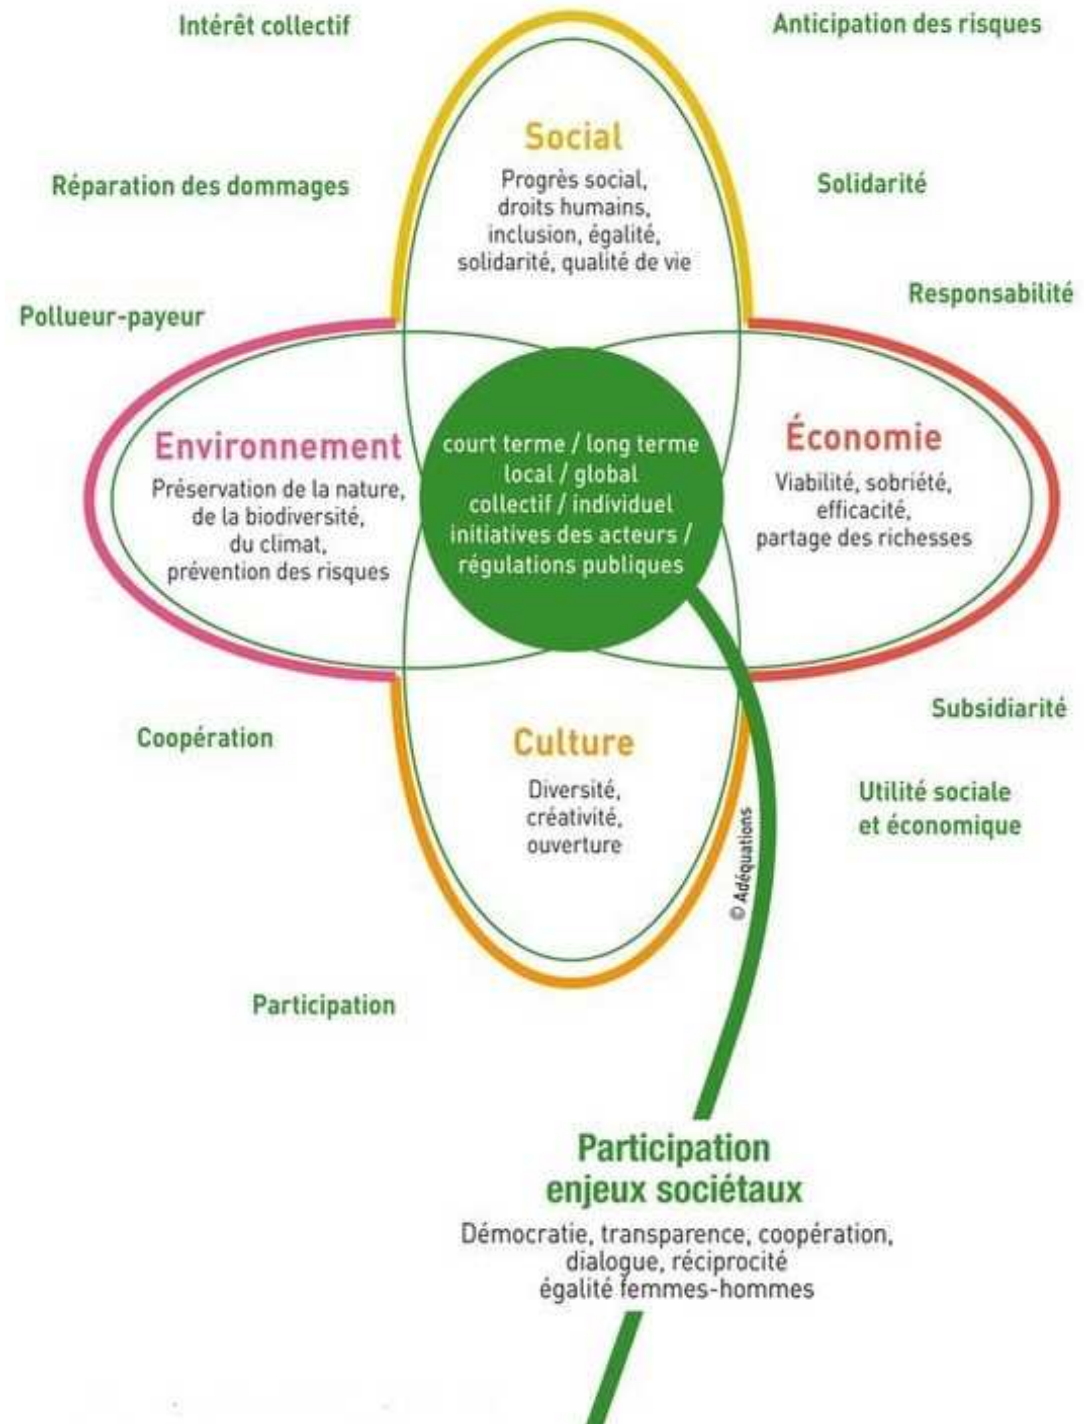 Intérêt collectif
Anticipation des risques
Social
Progrès social,
droits humains,
inclusion, égalité,
solidarité, qualité de vie
Réparation des dommages
Solidarité
Pollueur-payeur
Responsabilité
Environnement
Préservation de la nature,
de la biodiversité,
du climat,
prévention des risques
court terme / long terme
local / global
collectif / individuel
initiatives des acteurs /
régulations publiques
Économie
Viabilité, sobriété,
efficacité,
partage des richesses
Coopération
Culture
Diversité,
créativité,
ouverture
Subsidiarité
Utilité sociale
et économique
© Adéquations
Participation
Participation
enjeux sociétaux
Démocratie, transparence, coopération,
dialogue, réciprocité
égalité femmes-hommes